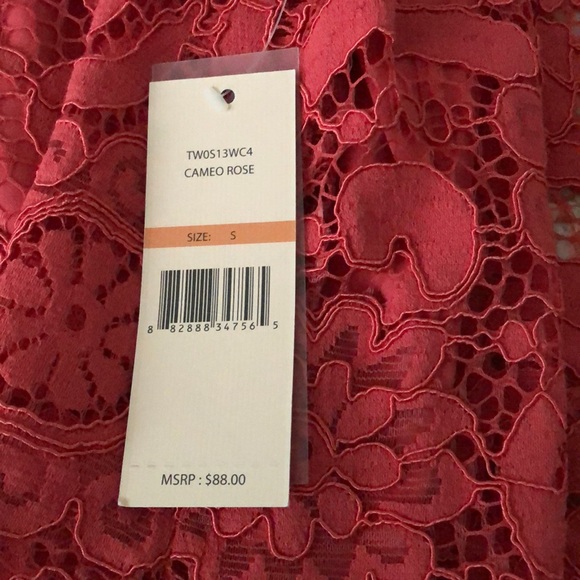 TW0S13WC4
CAMEO ROSE
SIZE: S
8 82888 34756 5
MSRP : $88.00